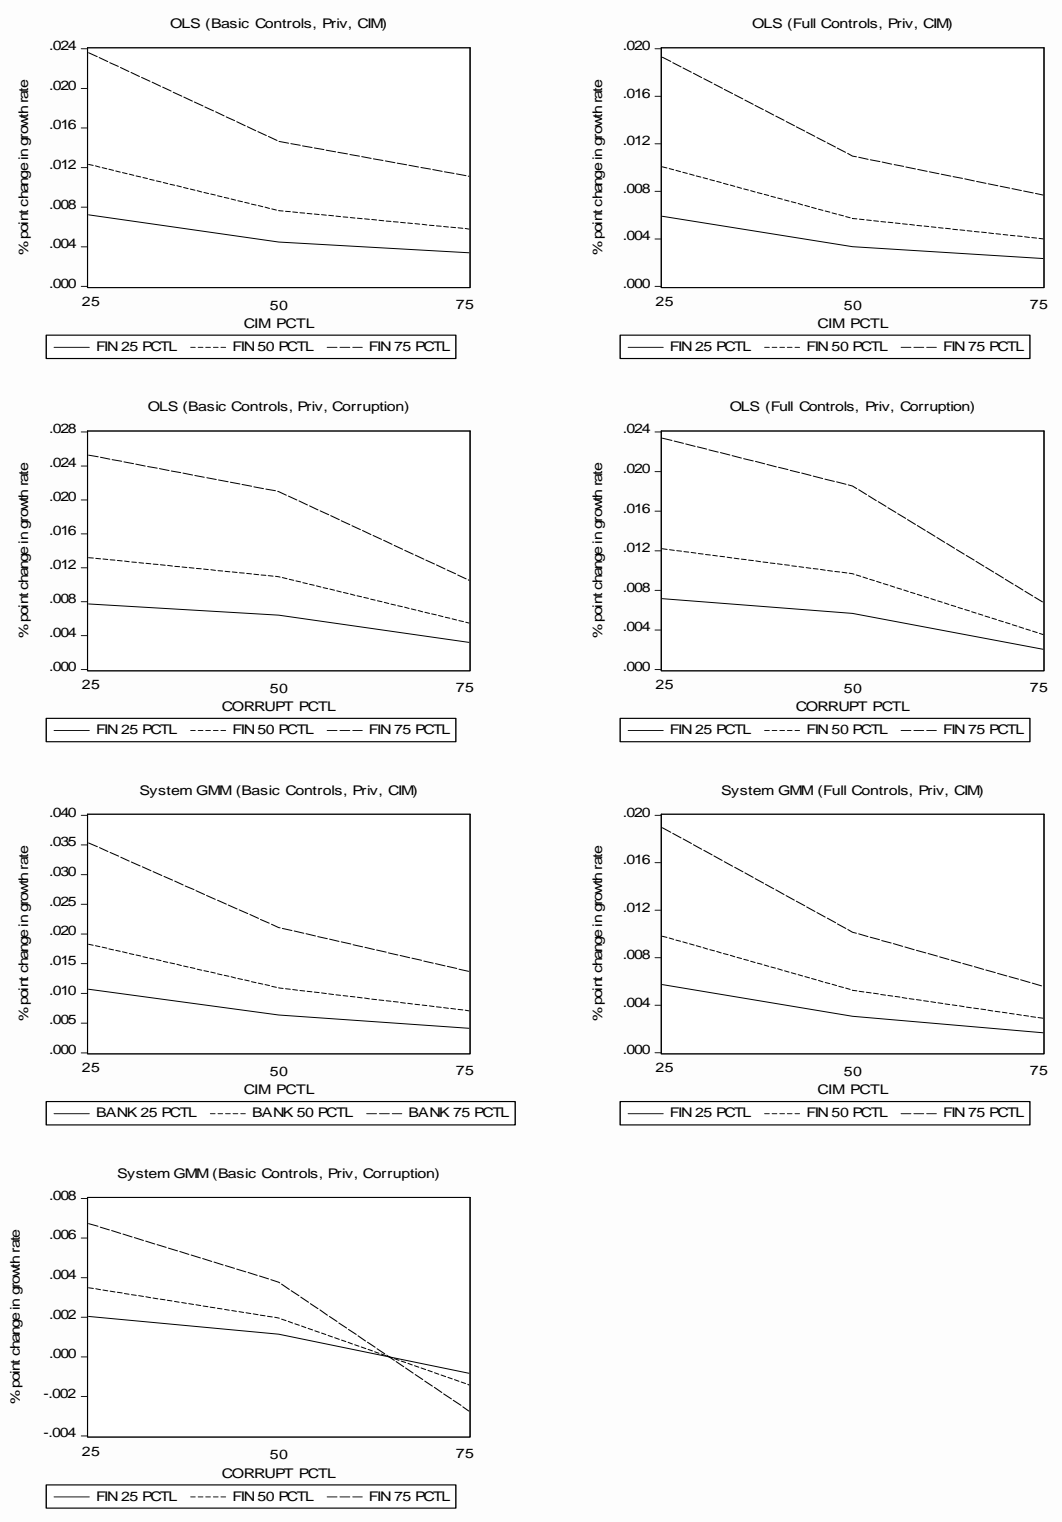 OLS (Basic Controls, Priv, CIM)
% point change in growth rate
.024
.020
.016
.012
.008
.004
.000
25
50
75
CIM PCTL
FIN 25 PCTL
FIN 50 PCTL
FIN 75 PCTL
OLS (Full Controls, Priv, CIM)
% point change in growth rate
.020
.016
.012
.008
.004
.000
25
50
75
CIM PCTL
FIN 25 PCTL
FIN 50 PCTL
FIN 75 PCTL
OLS (Basic Controls, Priv, Corruption)
% point change in growth rate
.028
.024
.020
.016
.012
.008
.004
.000
25
50
75
CORRUPT PCTL
FIN 25 PCTL
FIN 50 PCTL
FIN 75 PCTL
OLS (Full Controls, Priv, Corruption)
% point change in growth rate
.024
.020
.016
.012
.008
.004
.000
25
50
75
CORRUPT PCTL
FIN 25 PCTL
FIN 50 PCTL
FIN 75 PCTL
System GMM (Basic Controls, Priv, CIM)
% point change in growth rate
.040
.035
.030
.025
.020
.015
.010
.005
.000
25
50
75
CIM PCTL
BANK 25 PCTL
BANK 50 PCTL
BANK 75 PCTL
System GMM (Full Controls, Priv, CIM)
% point change in growth rate
.020
.016
.012
.008
.004
.000
25
50
75
CIM PCTL
FIN 25 PCTL
FIN 50 PCTL
FIN 75 PCTL
System GMM (Basic Controls, Priv, Corruption)
% point change in growth rate
.008
.006
.004
.002
.000
-.002
-.004
25
50
75
CORRUPT PCTL
FIN 25 PCTL
FIN 50 PCTL
FIN 75 PCTL